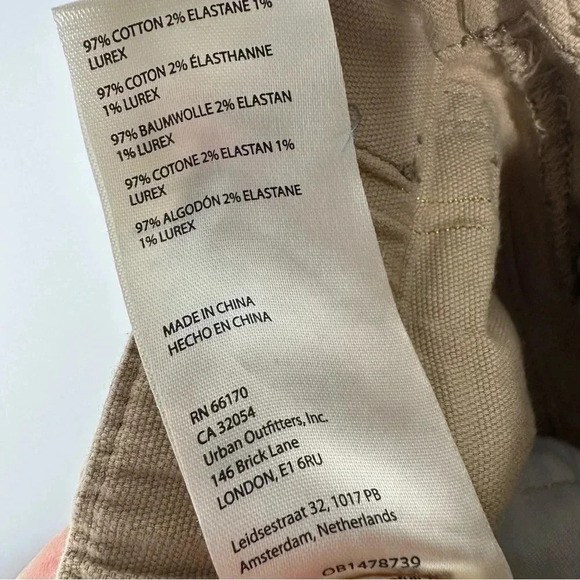 97% COTTON 2% ELASTANE 1%
LUREX
97% COTON 2% ÉLASTHANNE
1% LUREX
97% BAUMWOLLE 2% ELASTAN
1% LUREX
97% COTONE 2% ELASTAN 1%
LUREX
97% ALGODÓN 2% ELASTANE
1% LUREX
MADE IN CHINA
HECHO EN CHINA
RN 66170
CA 32054
Urban Outfitters, Inc.
146 Brick Lane
LONDON, E1 6RU
Leidsestraat 32, 1017 PB
Amsterdam, Netherlands
OB1478739